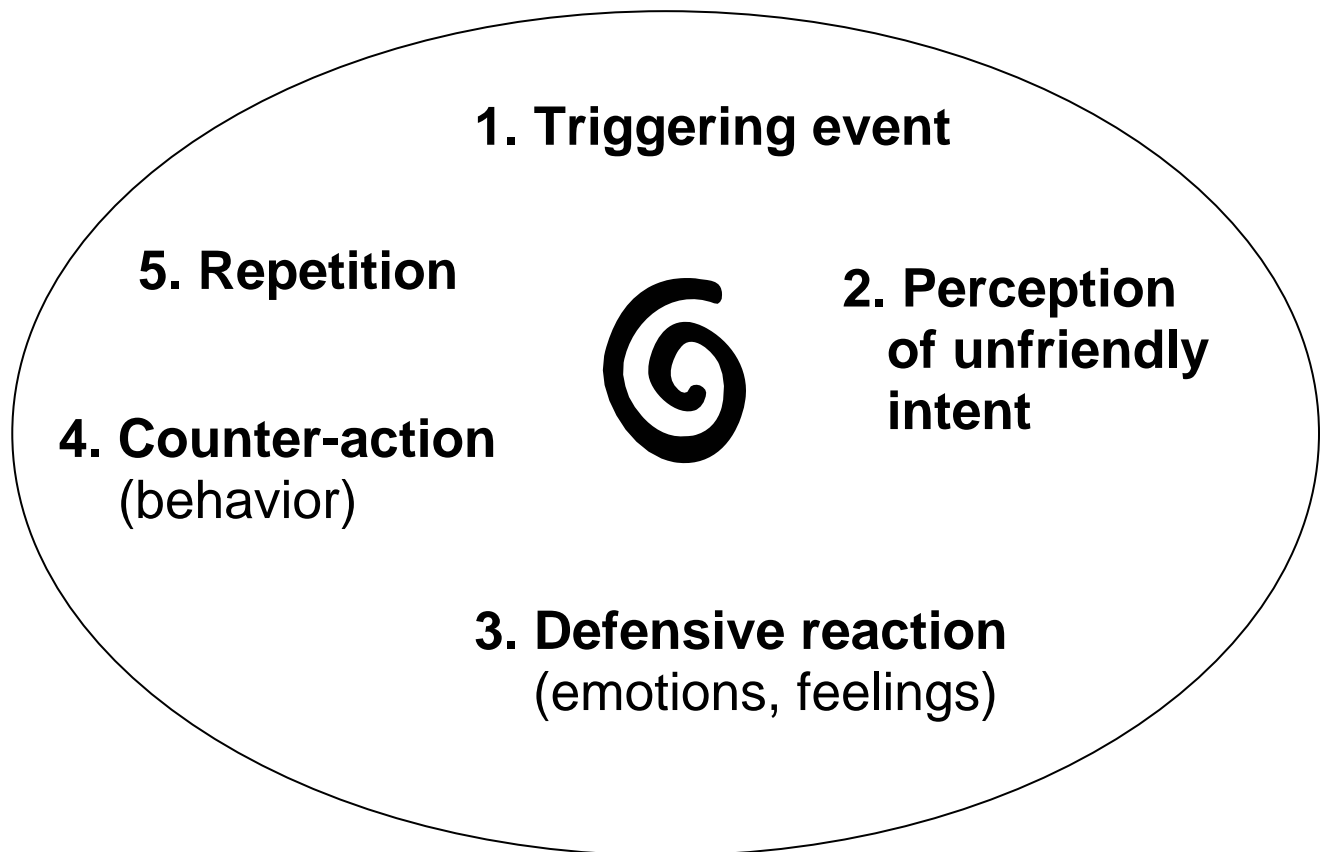 1. Triggering event
2. Perception
of unfriendly
intent
3. Defensive reaction
(emotions, feelings)
4. Counter-action
(behavior)
5. Repetition